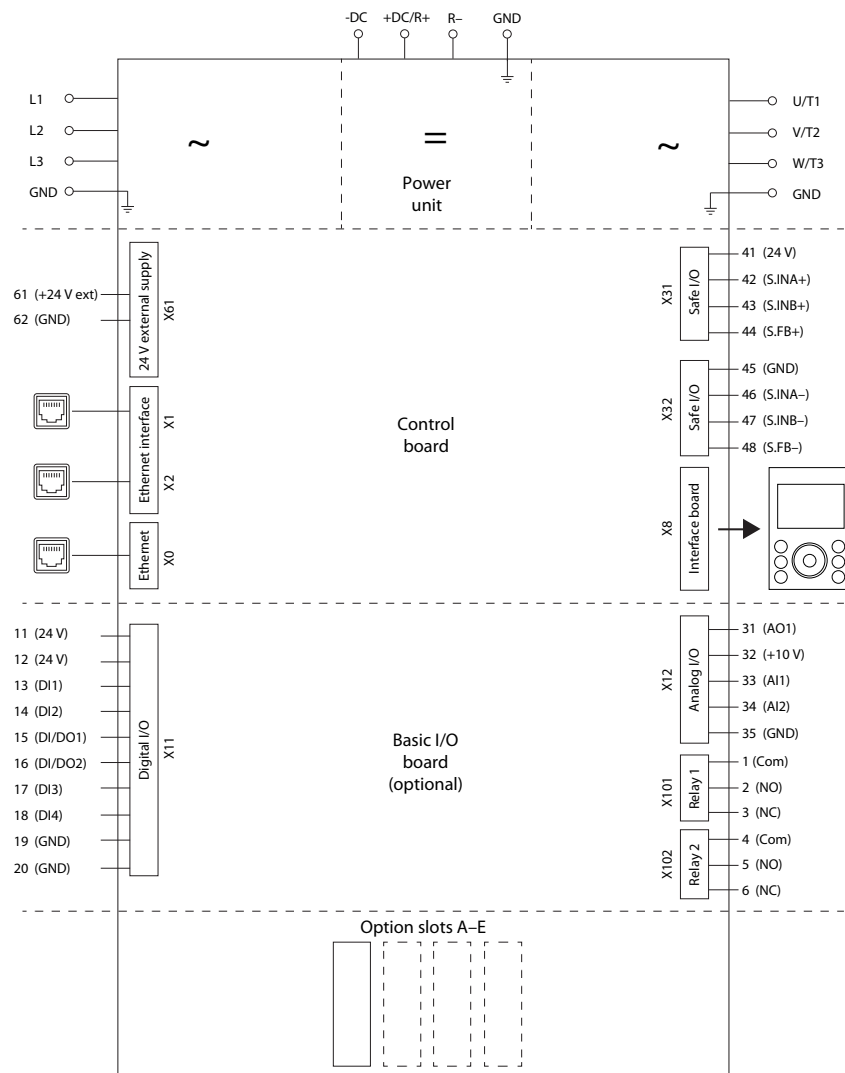 -DC +DC/R+ R– GND
L1
L2
L3
GND
~
=
~
Power
unit
U/T1
V/T2
W/T3
GND
61 (+24 V ext)
62 (GND)
24 V external supply
X61
Ethernet interface
X1
X2
Ethernet
X0
Control
board
X31
Safe I/O
41 (24 V)
42 (S.INA+)
43 (S.INB+)
44 (S.FB+)
X32
Safe I/O
45 (GND)
46 (S.INA–)
47 (S.INB–)
48 (S.FB–)
X8
Interface board
11 (24 V)
12 (24 V)
13 (DI1)
14 (DI2)
15 (DI/DO1)
16 (DI/DO2)
17 (DI3)
18 (DI4)
19 (GND)
20 (GND)
Digital I/O
X11
Basic I/O
board
(optional)
X12
Analog I/O
31 (AO1)
32 (+10 V)
33 (AI1)
34 (AI2)
35 (GND)
X101
Relay 1
1 (Com)
2 (NO)
3 (NC)
X102
Relay 2
4 (Com)
5 (NO)
6 (NC)
Option slots A–E